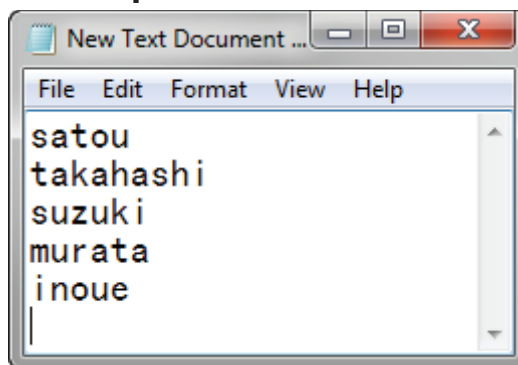 New Text Document ...
File Edit Format View Help
satou
takahashi
suzuki
murata
inoue